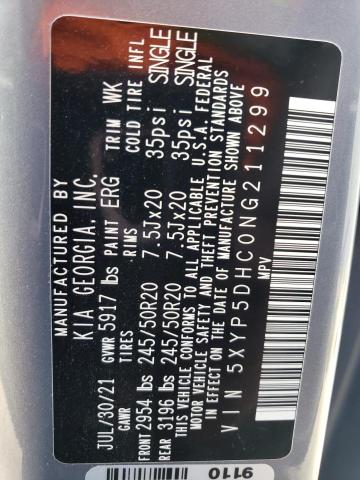 MANUFACTURED BY
KIA GEORGIA, INC.
JUL/30/21 GVWR 5917 lbs PAINT ERG TRIM WK
GAWR TIRES RIMS COLD TIRE INFL
FRONT 2954 lbs 245/50R20 7.5Jx20 35psi SINGLE
REAR 3196 lbs 245/50R20 7.5Jx20 35psi SINGLE
THIS VEHICLE CONFORMS TO ALL APPLICABLE U.S.A. FEDERAL
MOTOR VEHICLE SAFETY AND THEFT PREVENTION STANDARDS
IN EFFECT ON THE DATE OF MANUFACTURE SHOWN ABOVE
VIN 5XYP5DHC0NG211299
MPV
9110